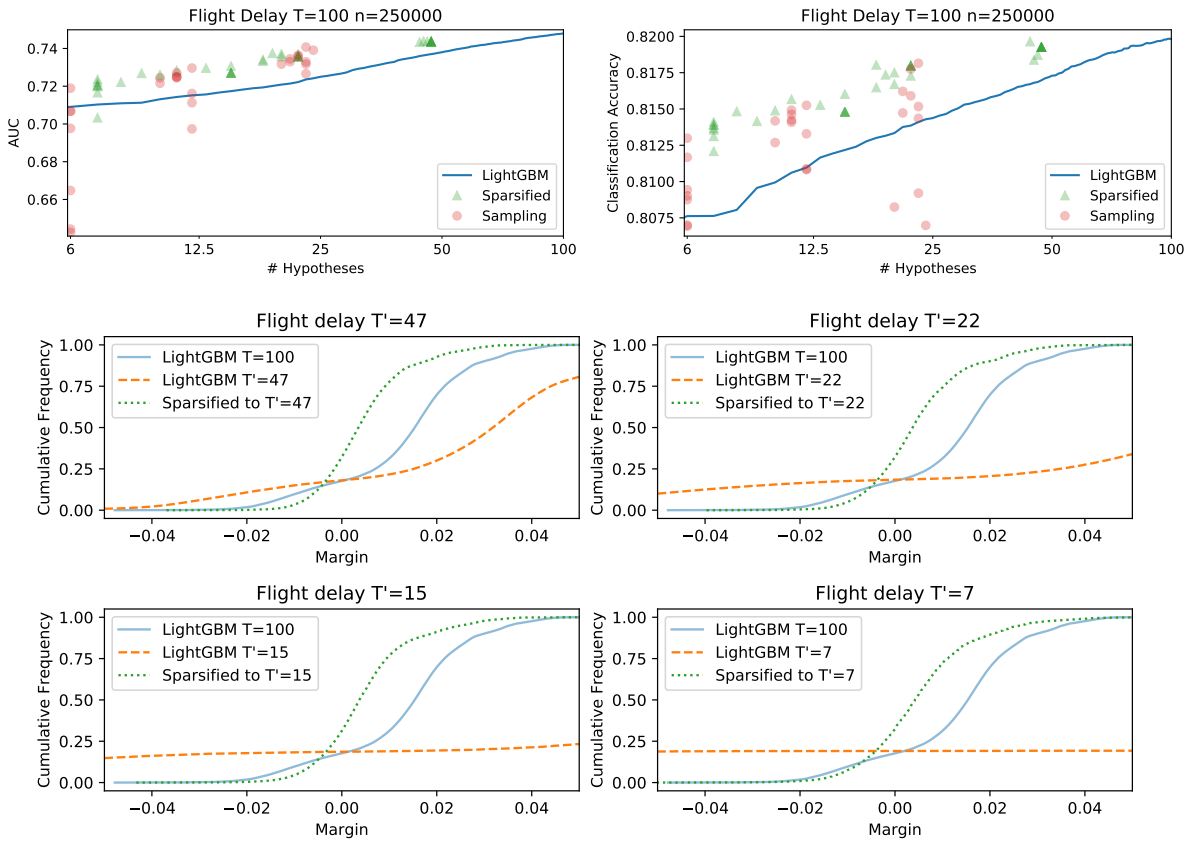 Flight Delay T=100 n=250000
0.74
0.72
0.70
0.68
0.66
AUC
LightGBM
Sparsified
Sampling
6 12.5 25 50 100
# Hypotheses
Flight Delay T=100 n=250000
0.8200
0.8175
0.8150
0.8125
0.8100
0.8075
Classification Accuracy
LightGBM
Sparsified
Sampling
6 12.5 25 50 100
# Hypotheses
Flight delay T'=47
1.00
0.75
0.50
0.25
0.00
Cumulative Frequency
LightGBM T=100
LightGBM T'=47
Sparsified to T'=47
−0.04 −0.02 0.00 0.02 0.04
Margin
Flight delay T'=22
1.00
0.75
0.50
0.25
0.00
Cumulative Frequency
LightGBM T=100
LightGBM T'=22
Sparsified to T'=22
−0.04 −0.02 0.00 0.02 0.04
Margin
Flight delay T'=15
1.00
0.75
0.50
0.25
0.00
Cumulative Frequency
LightGBM T=100
LightGBM T'=15
Sparsified to T'=15
−0.04 −0.02 0.00 0.02 0.04
Margin
Flight delay T'=7
1.00
0.75
0.50
0.25
0.00
Cumulative Frequency
LightGBM T=100
LightGBM T'=7
Sparsified to T'=7
−0.04 −0.02 0.00 0.02 0.04
Margin